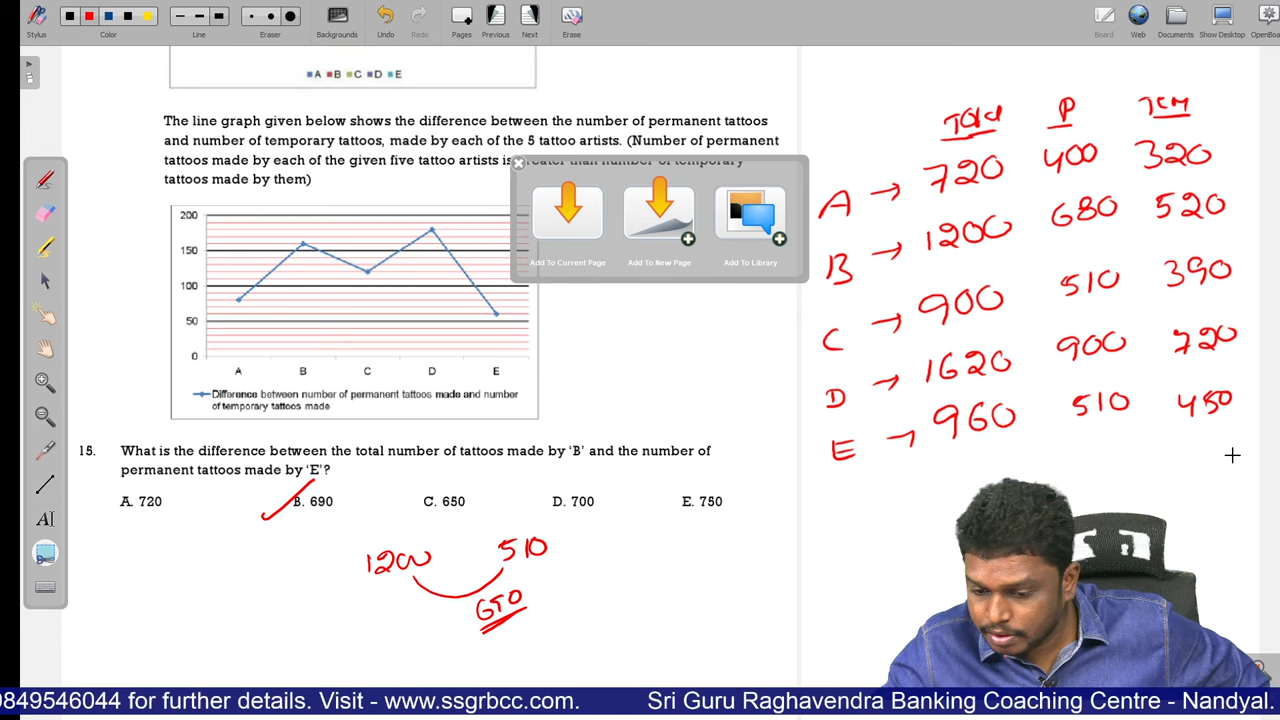 Stylus
Color
Line
Eraser
Backgrounds
Undo
Redo
Pages
Previous
Next
Erase
Board
Web
Documents
Show Desktop
OpenBoa
A B C D E
The line graph given below shows the difference between the number of permanent tattoos
and number of temporary tattoos, made by each of the 5 tattoo artists. (Number of permanent
tattoos made by each of the given five tattoo artists is greater than number of temporary
tattoos made by them)
Add To Current Page
Add To New Page
Add To Library
200
150
100
50
0
A B C D E
Difference between number of permanent tattoos made and number
of temporary tattoos made
Total P Tem
A → 720 400 320
B → 1200 680 520
C → 900 510 390
D → 1620 900 720
E → 960 510 450
15. What is the difference between the total number of tattoos made by ‘B’ and the number of
permanent tattoos made by ‘E’?
A. 720 B. 690 C. 650 D. 700 E. 750
1200 510
690
9849546044 for further details. Visit - www.ssgrbcc.com. Sri Guru Raghavendra Banking Coaching Centre - Nandyal.